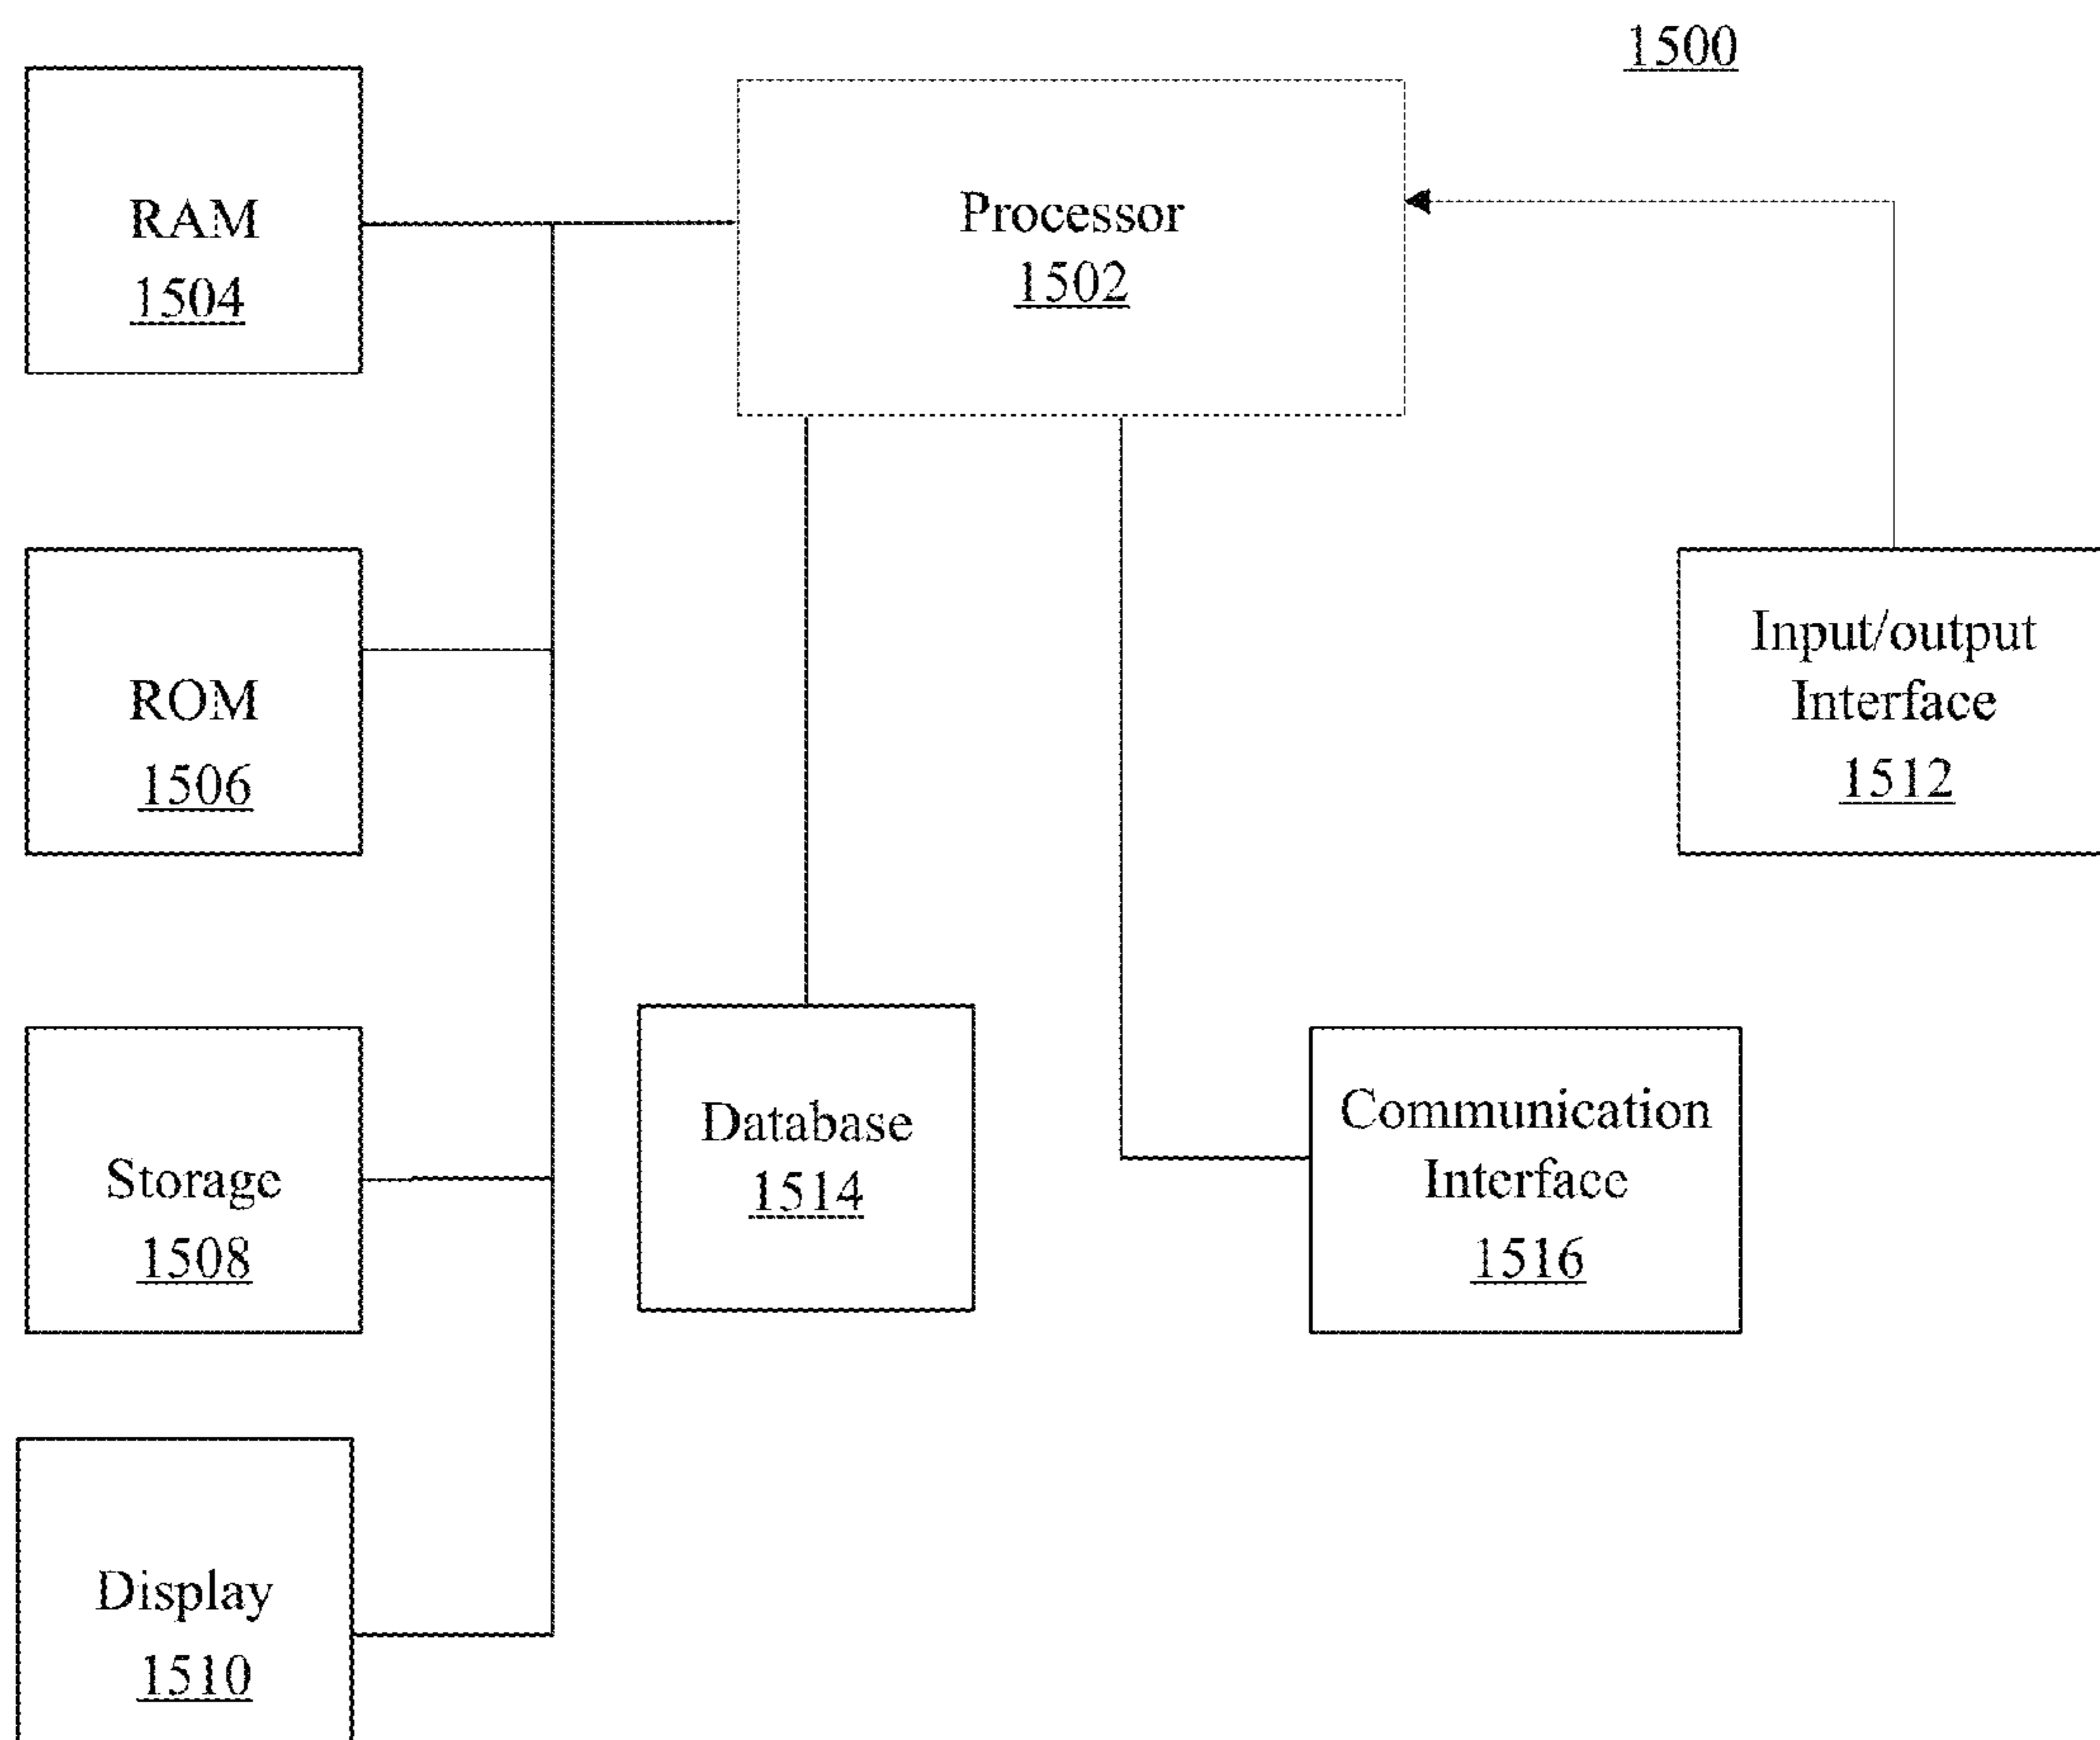 1500
RAM
1504
Processor
1502
ROM
1506
Input/output
Interface
1512
Storage
1508
Database
1514
Communication
Interface
1516
Display
1510